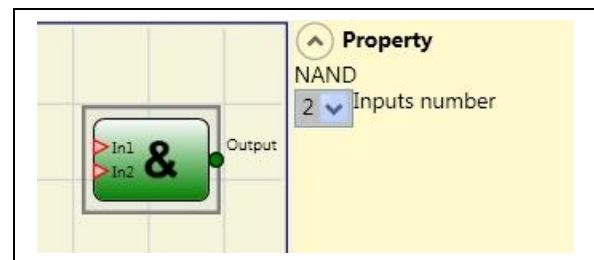 In1
In2
&
Output
Property
NAND
2 Inputs number